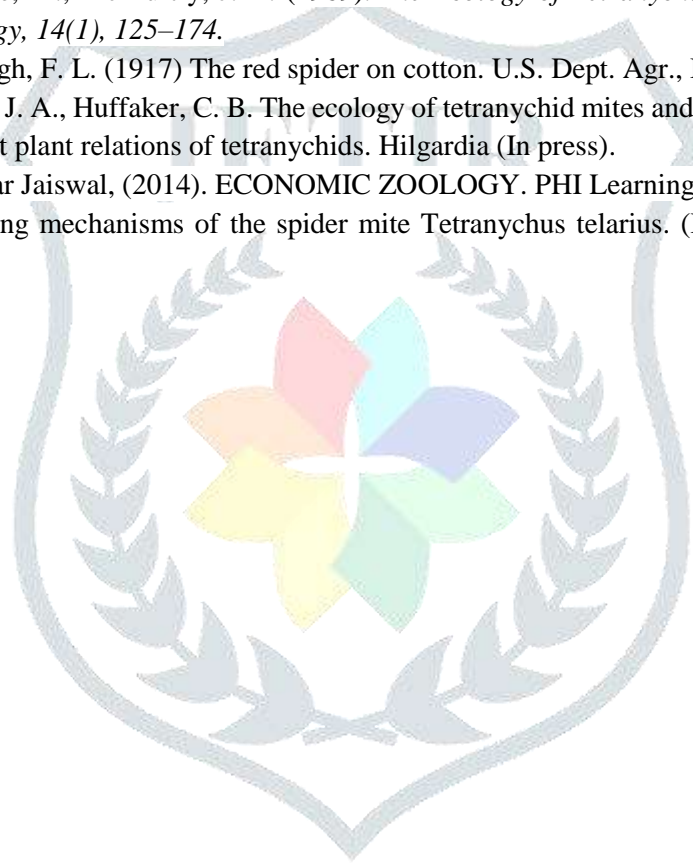 gy, 14(1), 125–174.
gh, F. L. (1917) The red spider on cotton. U.S. Dept. Agr.,
J. A., Huffaker, C. B. The ecology of tetranychid mites and
t plant relations of tetranychids. Hilgardia (In press).
ar Jaiswal, (2014). ECONOMIC ZOOLOGY. PHI Learning
ng mechanisms of the spider mite Tetranychus telarius. (
JETIR